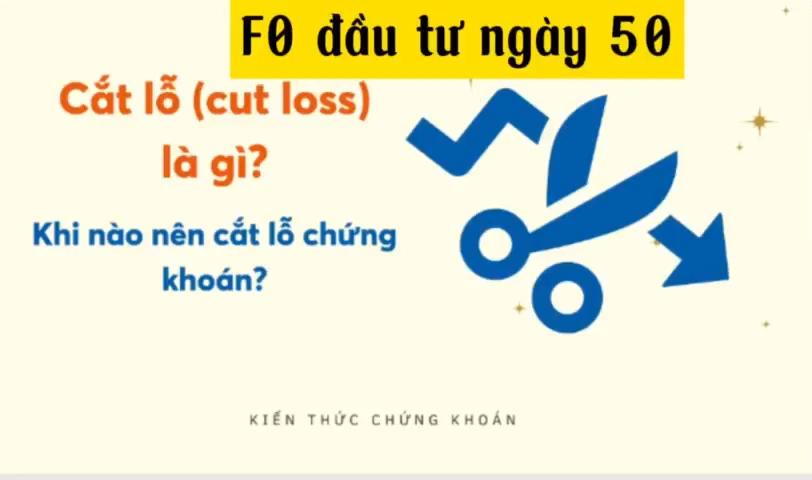 F0 đầu tư ngày 50
Cắt lỗ (cut loss)
là gì?
Khi nào nên cắt lỗ chứng
khoán?
KIẾN THỨC CHỨNG KHOÁN